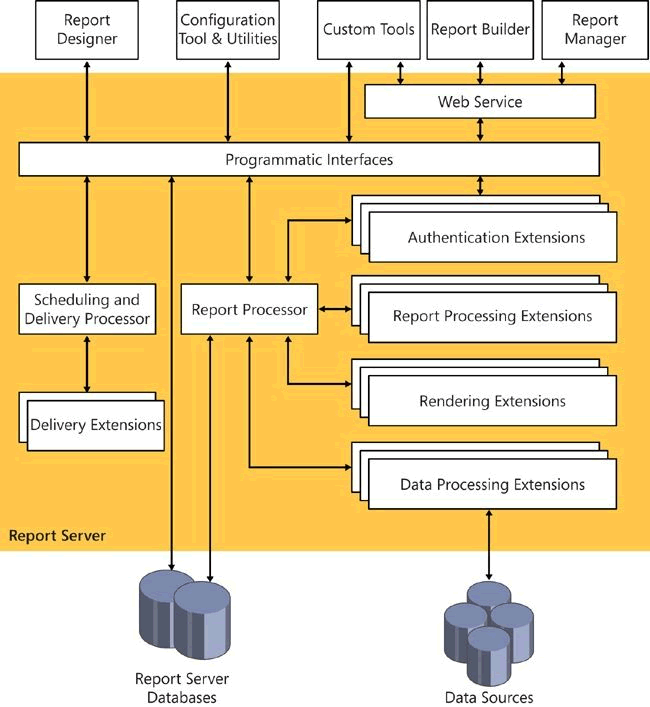 Report
Designer
Configuration
Tool & Utilities
Custom Tools
Report Builder
Report
Manager
Web Service
Programmatic Interfaces
Authentication Extensions
Scheduling and
Delivery Processor
Report Processor
Report Processing Extensions
Delivery Extensions
Rendering Extensions
Data Processing Extensions
Report Server
Report Server
Databases
Data Sources